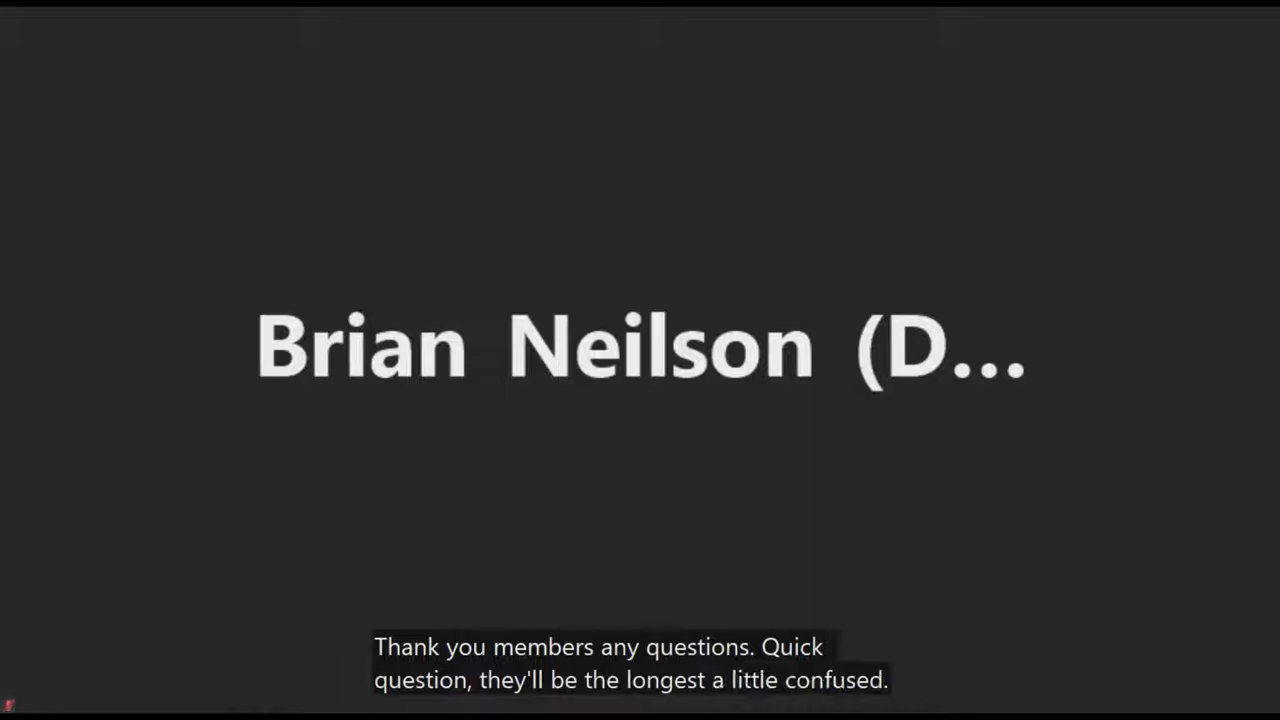 Brian Neilson (D...
Thank you members any questions. Quick
question, they'll be the longest a little confused.